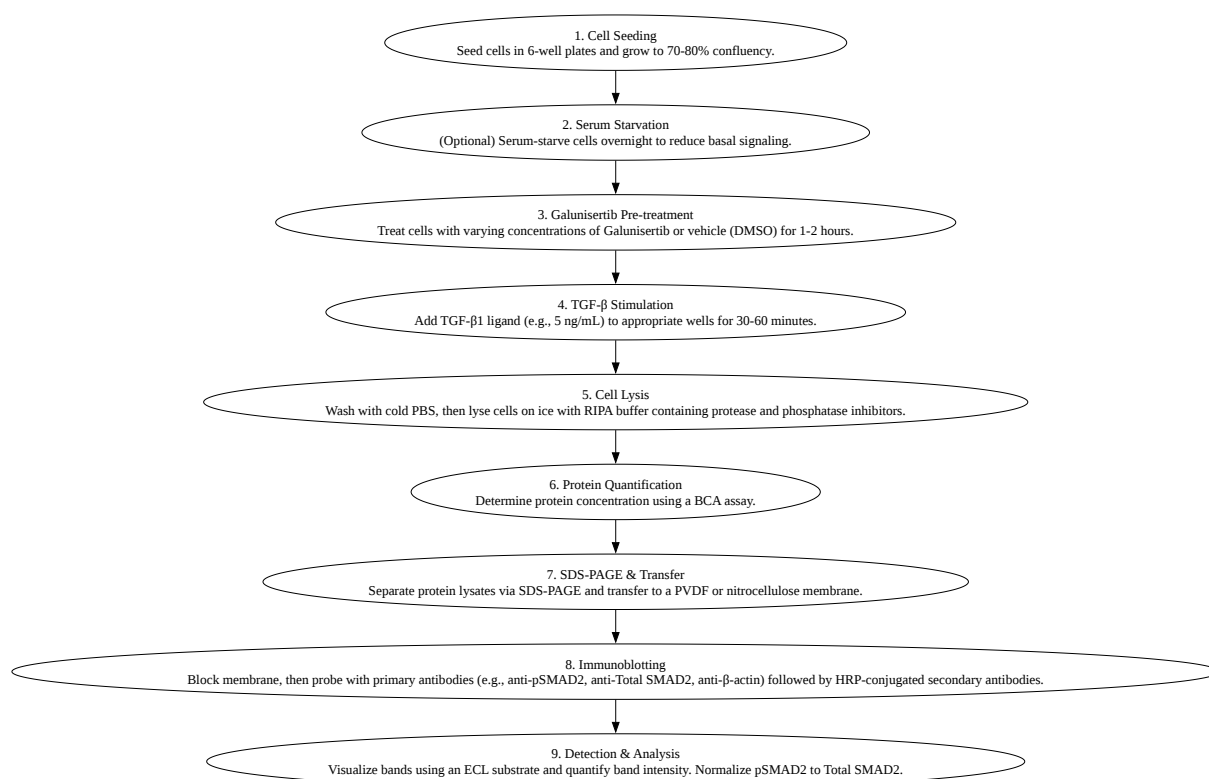 1. Cell Seeding
Seed cells in 6-well plates and grow to 70-80% confluency.
2. Serum Starvation
(Optional) Serum-starve cells overnight to reduce basal signaling.
3. Galunisertib Pre-treatment
Treat cells with varying concentrations of Galunisertib or vehicle (DMSO) for 1-2 hours.
4. TGF-β Stimulation
Add TGF-β1 ligand (e.g., 5 ng/mL) to appropriate wells for 30-60 minutes.
5. Cell Lysis
Wash with cold PBS, then lyse cells on ice with RIPA buffer containing protease and phosphatase inhibitors.
6. Protein Quantification
Determine protein concentration using a BCA assay.
7. SDS-PAGE & Transfer
Separate protein lysates via SDS-PAGE and transfer to a PVDF or nitrocellulose membrane.
8. Immunoblotting
Block membrane, then probe with primary antibodies (e.g., anti-pSMAD2, anti-Total SMAD2, anti-β-actin) followed by HRP-conjugated secondary antibodies.
9. Detection & Analysis
Visualize bands using an ECL substrate and quantify band intensity. Normalize pSMAD2 to Total SMAD2.